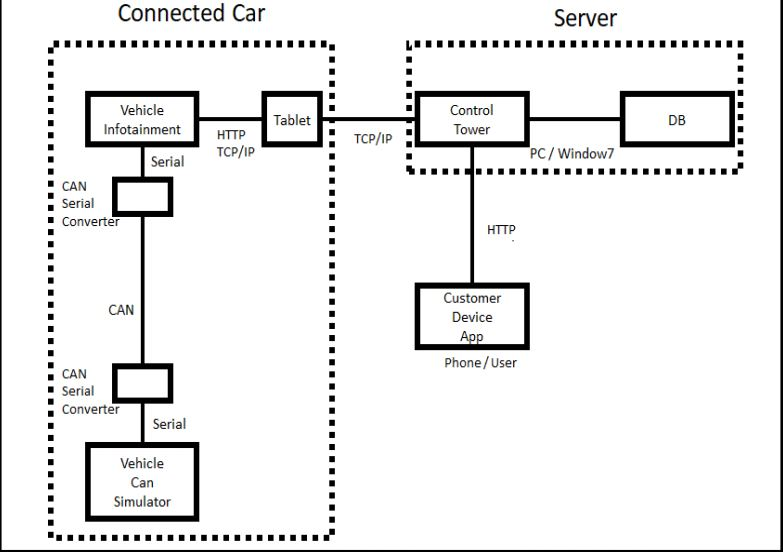 Connected Car
Server
Vehicle
Infotainment
HTTP
TCP/IP
Tablet
TCP/IP
Control
Tower
DB
PC / Window7
Serial
CAN
Serial
Converter
HTTP
CAN
Customer
Device
App
Phone / User
CAN
Serial
Converter
Serial
Vehicle
Can
Simulator